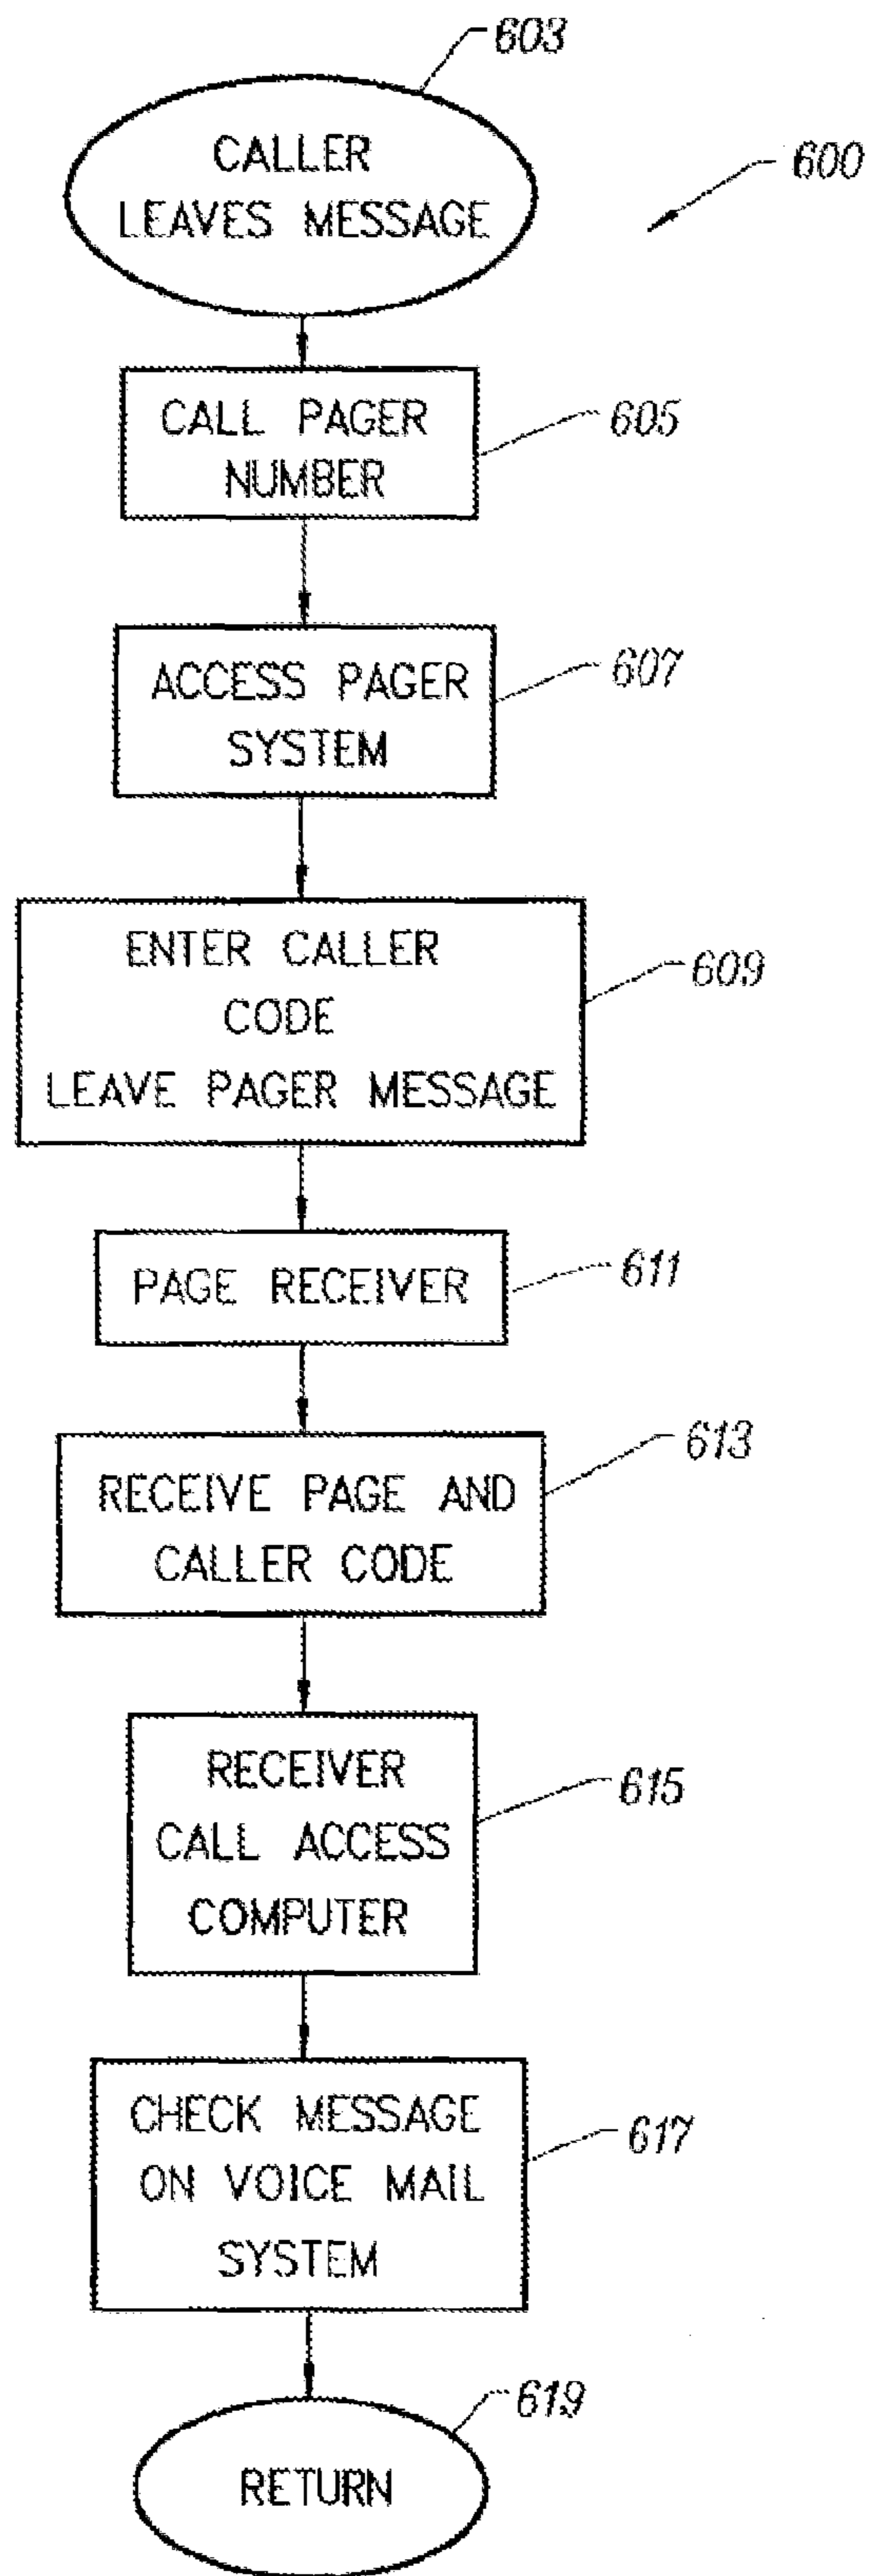 603
CALLER
LEAVES MESSAGE
600
CALL PAGER
NUMBER
605
ACCESS PAGER
SYSTEM
607
ENTER CALLER
CODE
LEAVE PAGER MESSAGE
609
PAGE RECEIVER
611
RECEIVE PAGE AND
CALLER CODE
613
RECEIVER
CALL ACCESS
COMPUTER
615
CHECK MESSAGE
ON VOICE MAIL
SYSTEM
617
619
RETURN